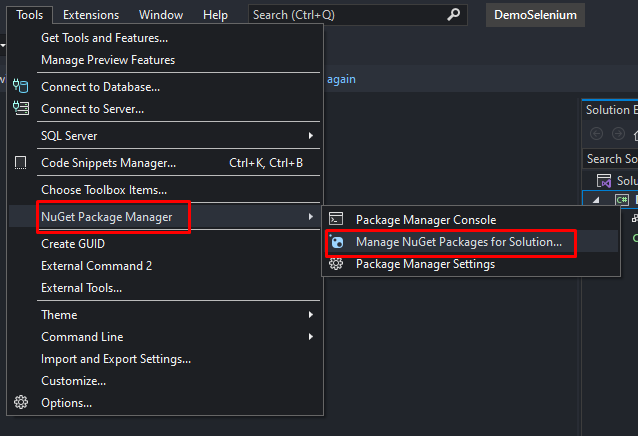 Tools Extensions Window Help Search (Ctrl+Q) DemoSelenium
Get Tools and Features...
Manage Preview Features
again
Connect to Database...
Connect to Server...
Solution E
SQL Server
Code Snippets Manager... Ctrl+K, Ctrl+B
Search So
Choose Toolbox Items...
Solu
NuGet Package Manager
Package Manager Console
Manage NuGet Packages for Solution...
Package Manager Settings
Create GUID
External Command 2
External Tools...
Theme
Command Line
Import and Export Settings...
Customize...
Options...